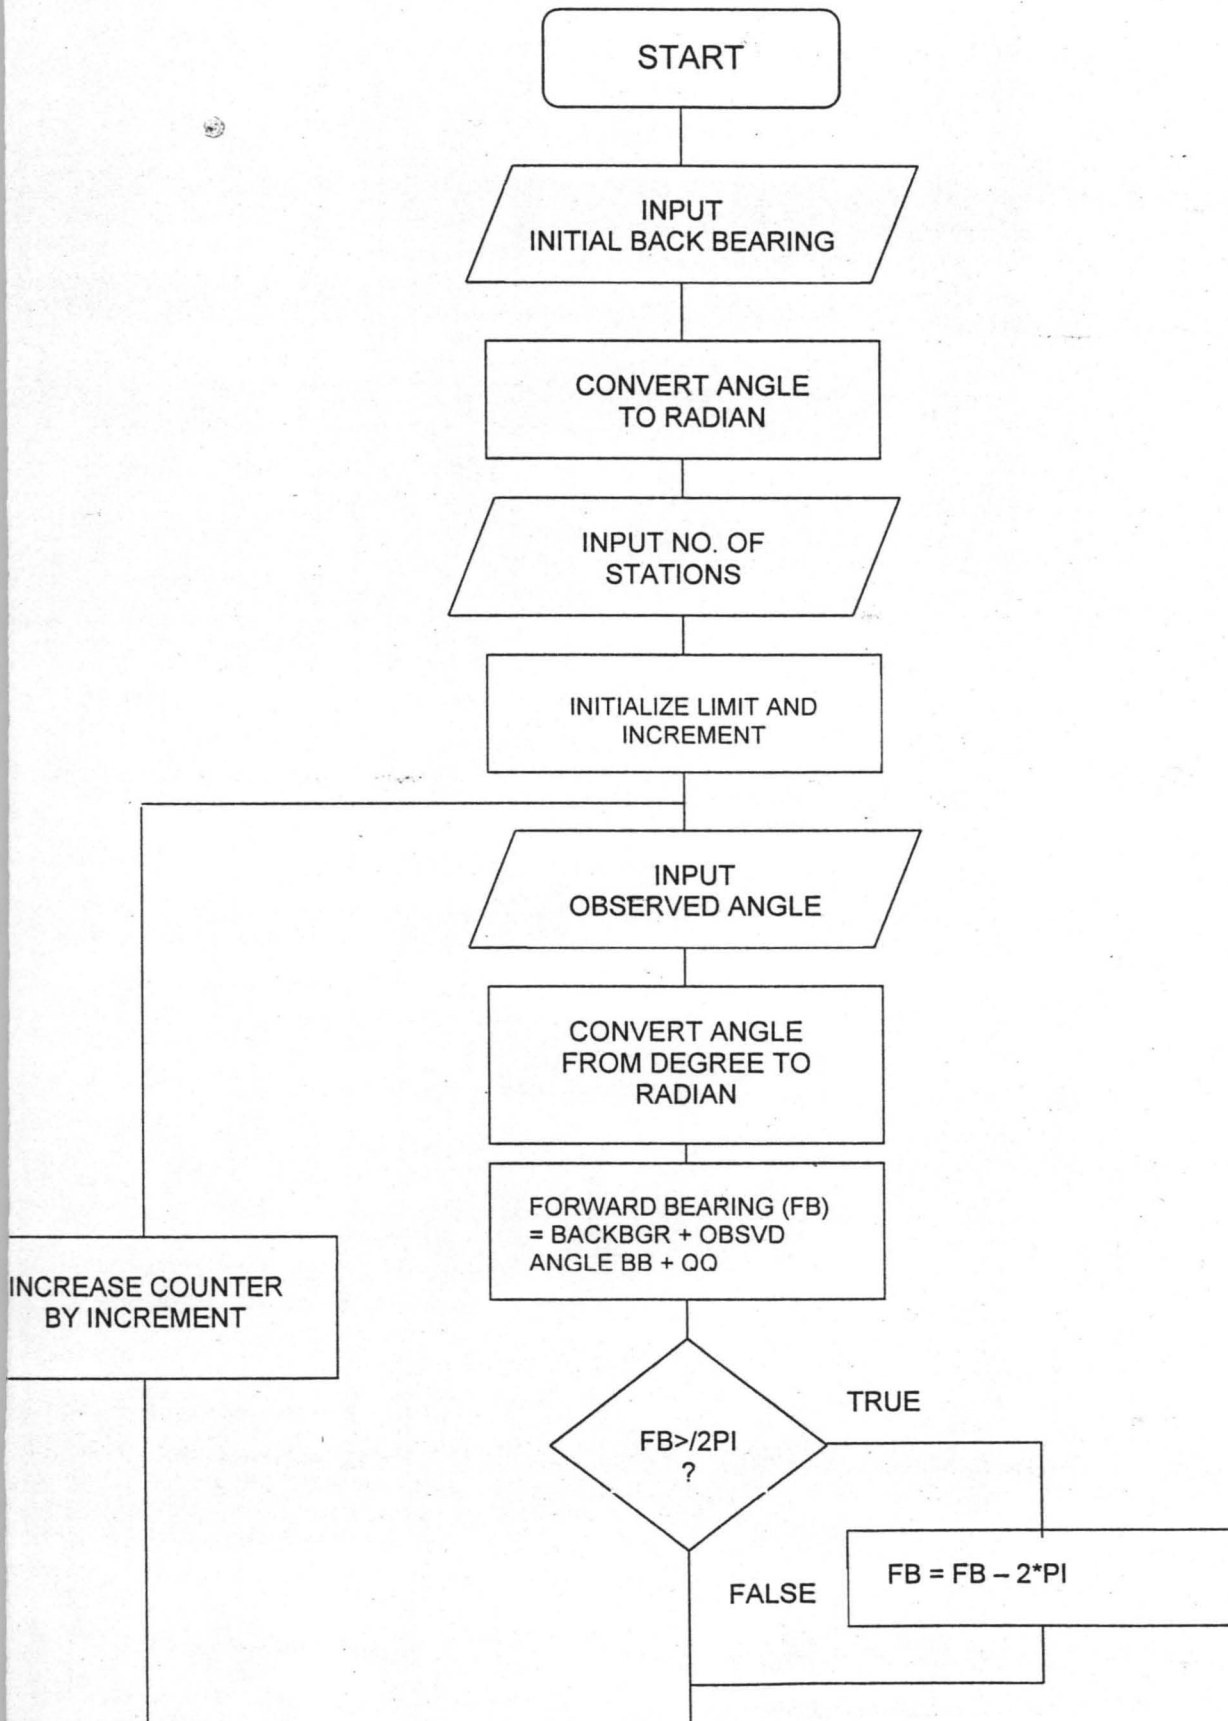 START
INPUT
INITIAL BACK BEARING
CONVERT ANGLE
TO RADIAN
INPUT NO. OF
STATIONS
INITIALIZE LIMIT AND
INCREMENT
INPUT
OBSERVED ANGLE
CONVERT ANGLE
FROM DEGREE TO
RADIAN
FORWARD BEARING (FB)
= BACKBGR + OBSVD
ANGLE BB + QQ
INCREASE COUNTER
BY INCREMENT
TRUE
FB>/2PI
?
FALSE
FB = FB – 2*PI